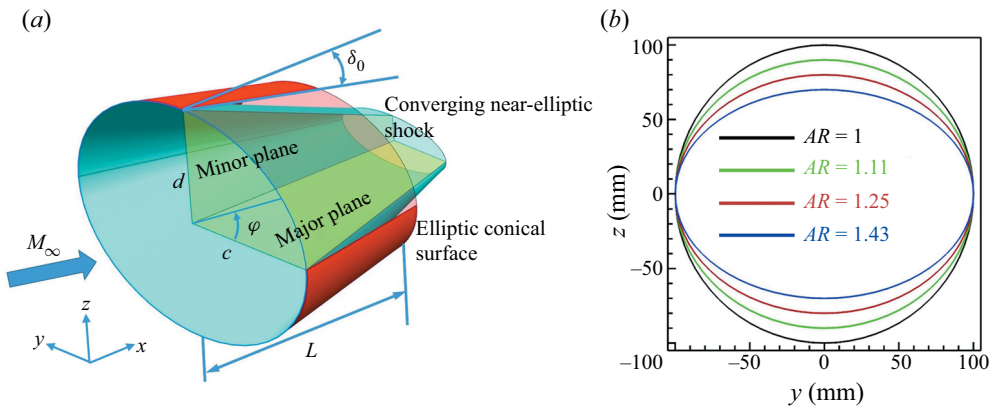 (a)
δ0
Converging near-elliptic
shock
Minor plane
d
Major plane
φ
c
Elliptic conical
surface
M∞
z
y
x
L
(b)
100
50
0
–50
–100
z (mm)
AR = 1
AR = 1.11
AR = 1.25
AR = 1.43
–50
0
50
100
y (mm)